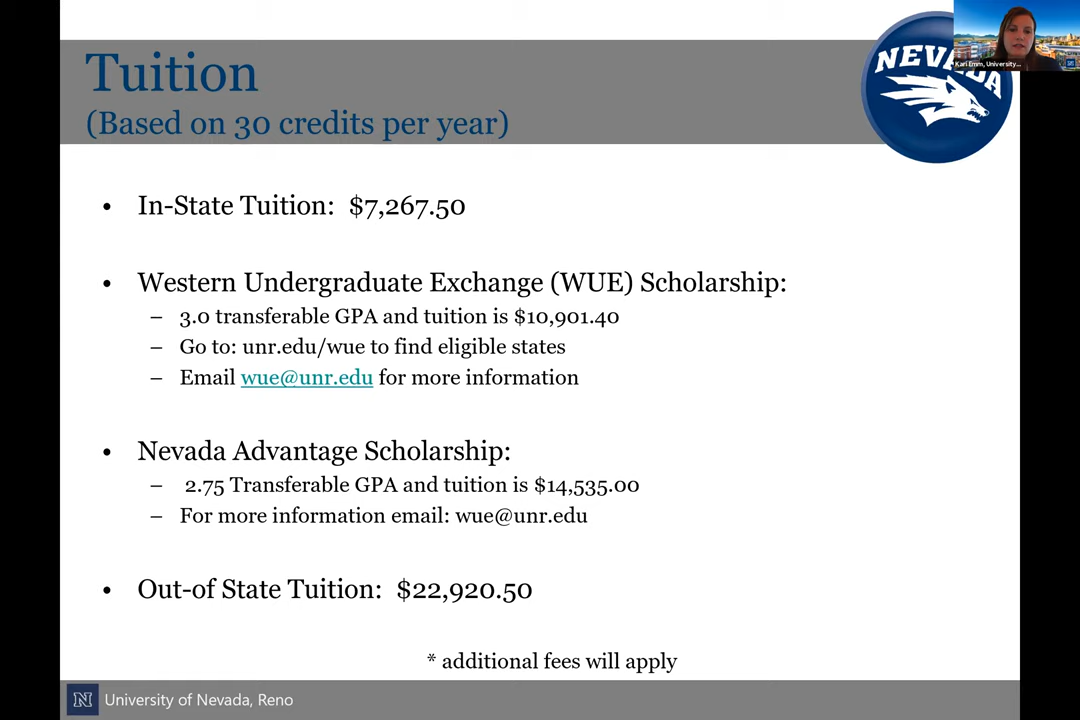 Tuition
(Based on 30 credits per year)
NEVADA
Kari Emm, University...
• In-State Tuition: $7,267.50
• Western Undergraduate Exchange (WUE) Scholarship:
– 3.0 transferable GPA and tuition is $10,901.40
– Go to: unr.edu/wue to find eligible states
– Email wue@unr.edu for more information
• Nevada Advantage Scholarship:
– 2.75 Transferable GPA and tuition is $14,535.00
– For more information email: wue@unr.edu
• Out-of State Tuition: $22,920.50
* additional fees will apply
N University of Nevada, Reno